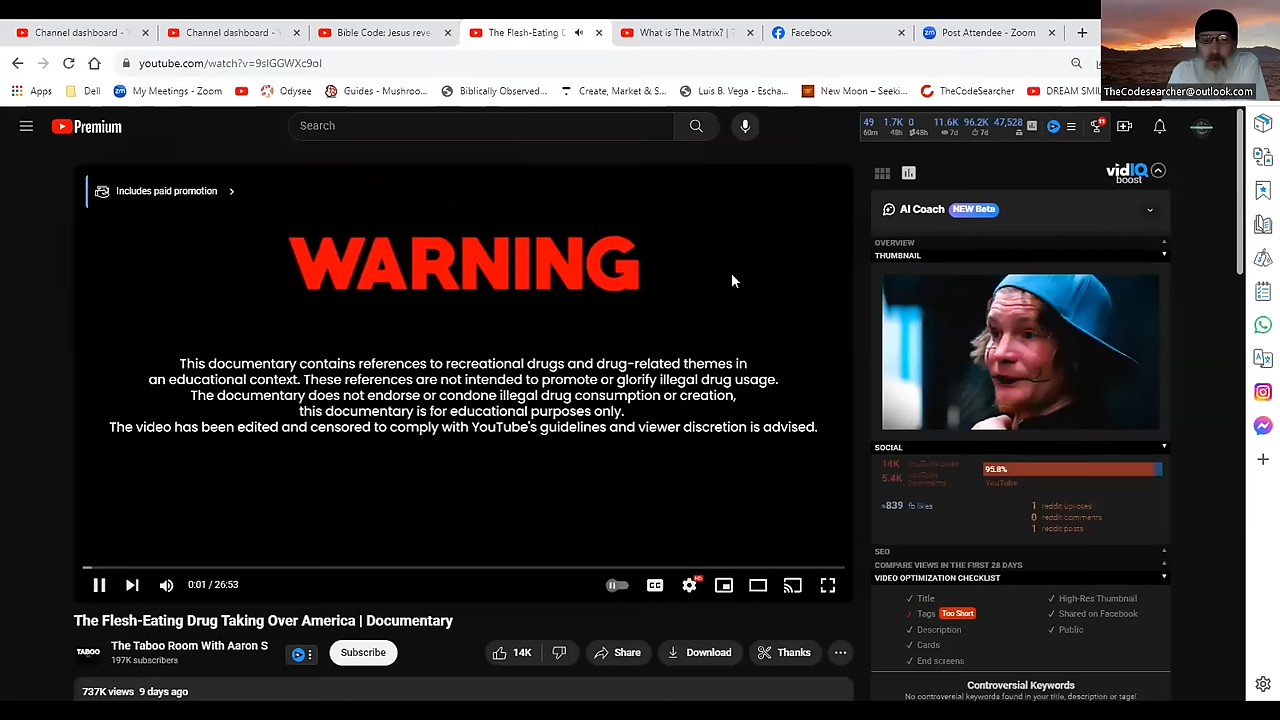 Channel dashboard - Y
Channel dashboard - Y
Bible Code: Jesus reve
The Flesh-Eating D
What is The Matrix? | T
Facebook
Post Attendee - Zoom
youtube.com/watch?v=9slGGWXc9oI
TheCodesearcher@outlook.com
Apps
Dell
My Meetings - Zoom
Odysee
Guides - Mushroo...
Biblically Observed...
Create, Market & S...
Luis B. Vega - Escha...
New Moon – Seeki...
TheCodeSearcher
DREAM SMIL
Premium
Search
49 1.7K 0 11.6K 96.2K 47,528
60m 48h 48h 7d 7d
11
Includes paid promotion
WARNING
This documentary contains references to recreational drugs and drug-related themes in
an educational context. These references are not intended to promote or glorify illegal drug usage.
The documentary does not endorse or condone illegal drug consumption or creation,
this documentary is for educational purposes only.
The video has been edited and censored to comply with YouTube's guidelines and viewer discretion is advised.
0:01 / 26:53
CC
HD
The Flesh-Eating Drug Taking Over America | Documentary
TABOO
The Taboo Room With Aaron S
197K subscribers
Subscribe
14K
Share
Download
Thanks
737K views 9 days ago
vidIQ
boost
AI Coach NEW Beta
OVERVIEW
THUMBNAIL
SOCIAL
14K
5.4K
95.8%
YouTube
839 fb likes
1 reddit upvotes
0 reddit comments
1 reddit posts
SEO
COMPARE VIEWS IN THE FIRST 28 DAYS
VIDEO OPTIMIZATION CHECKLIST
Title
High-Res Thumbnail
Tags Too Short
Shared on Facebook
Description
Public
Cards
End screens
Controversial Keywords
No controversial keywords found in your title, description or tags!